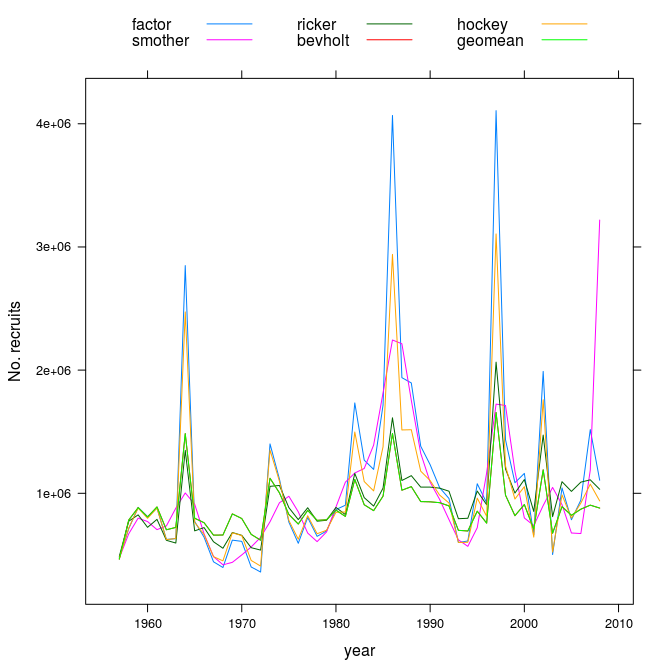 factor ricker hockey
smother bevholt geomean
4e+06
3e+06
2e+06
1e+06
No. recruits
1960 1970 1980 1990 2000 2010
year